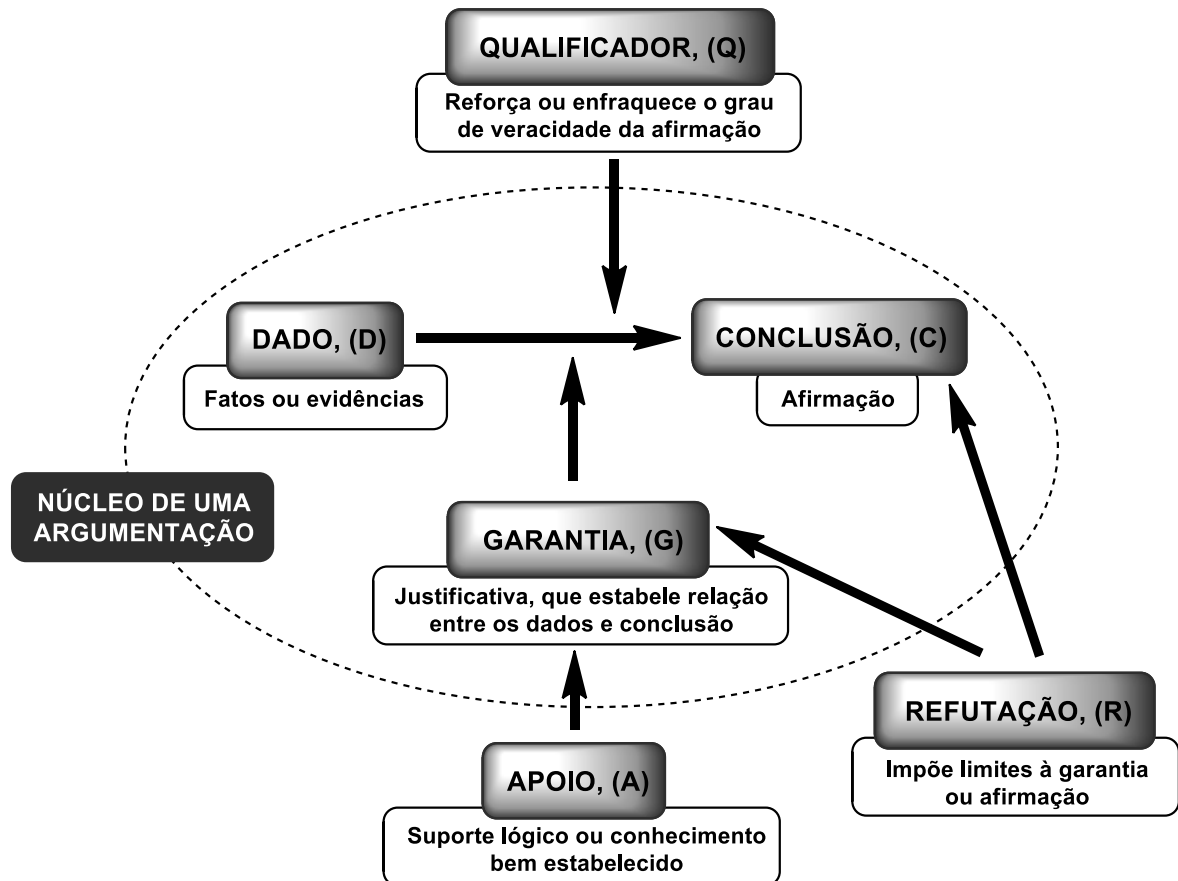 QUALIFICADOR, (Q)
Reforça ou enfraquece o grau
de veracidade da afirmação
DADO, (D)
Fatos ou evidências
CONCLUSÃO, (C)
Afirmação
NÚCLEO DE UMA
ARGUMENTAÇÃO
GARANTIA, (G)
Justificativa, que estabele relação
entre os dados e conclusão
REFUTAÇÃO, (R)
Impõe limites à garantia
ou afirmação
APOIO, (A)
Suporte lógico ou conhecimento
bem estabelecido